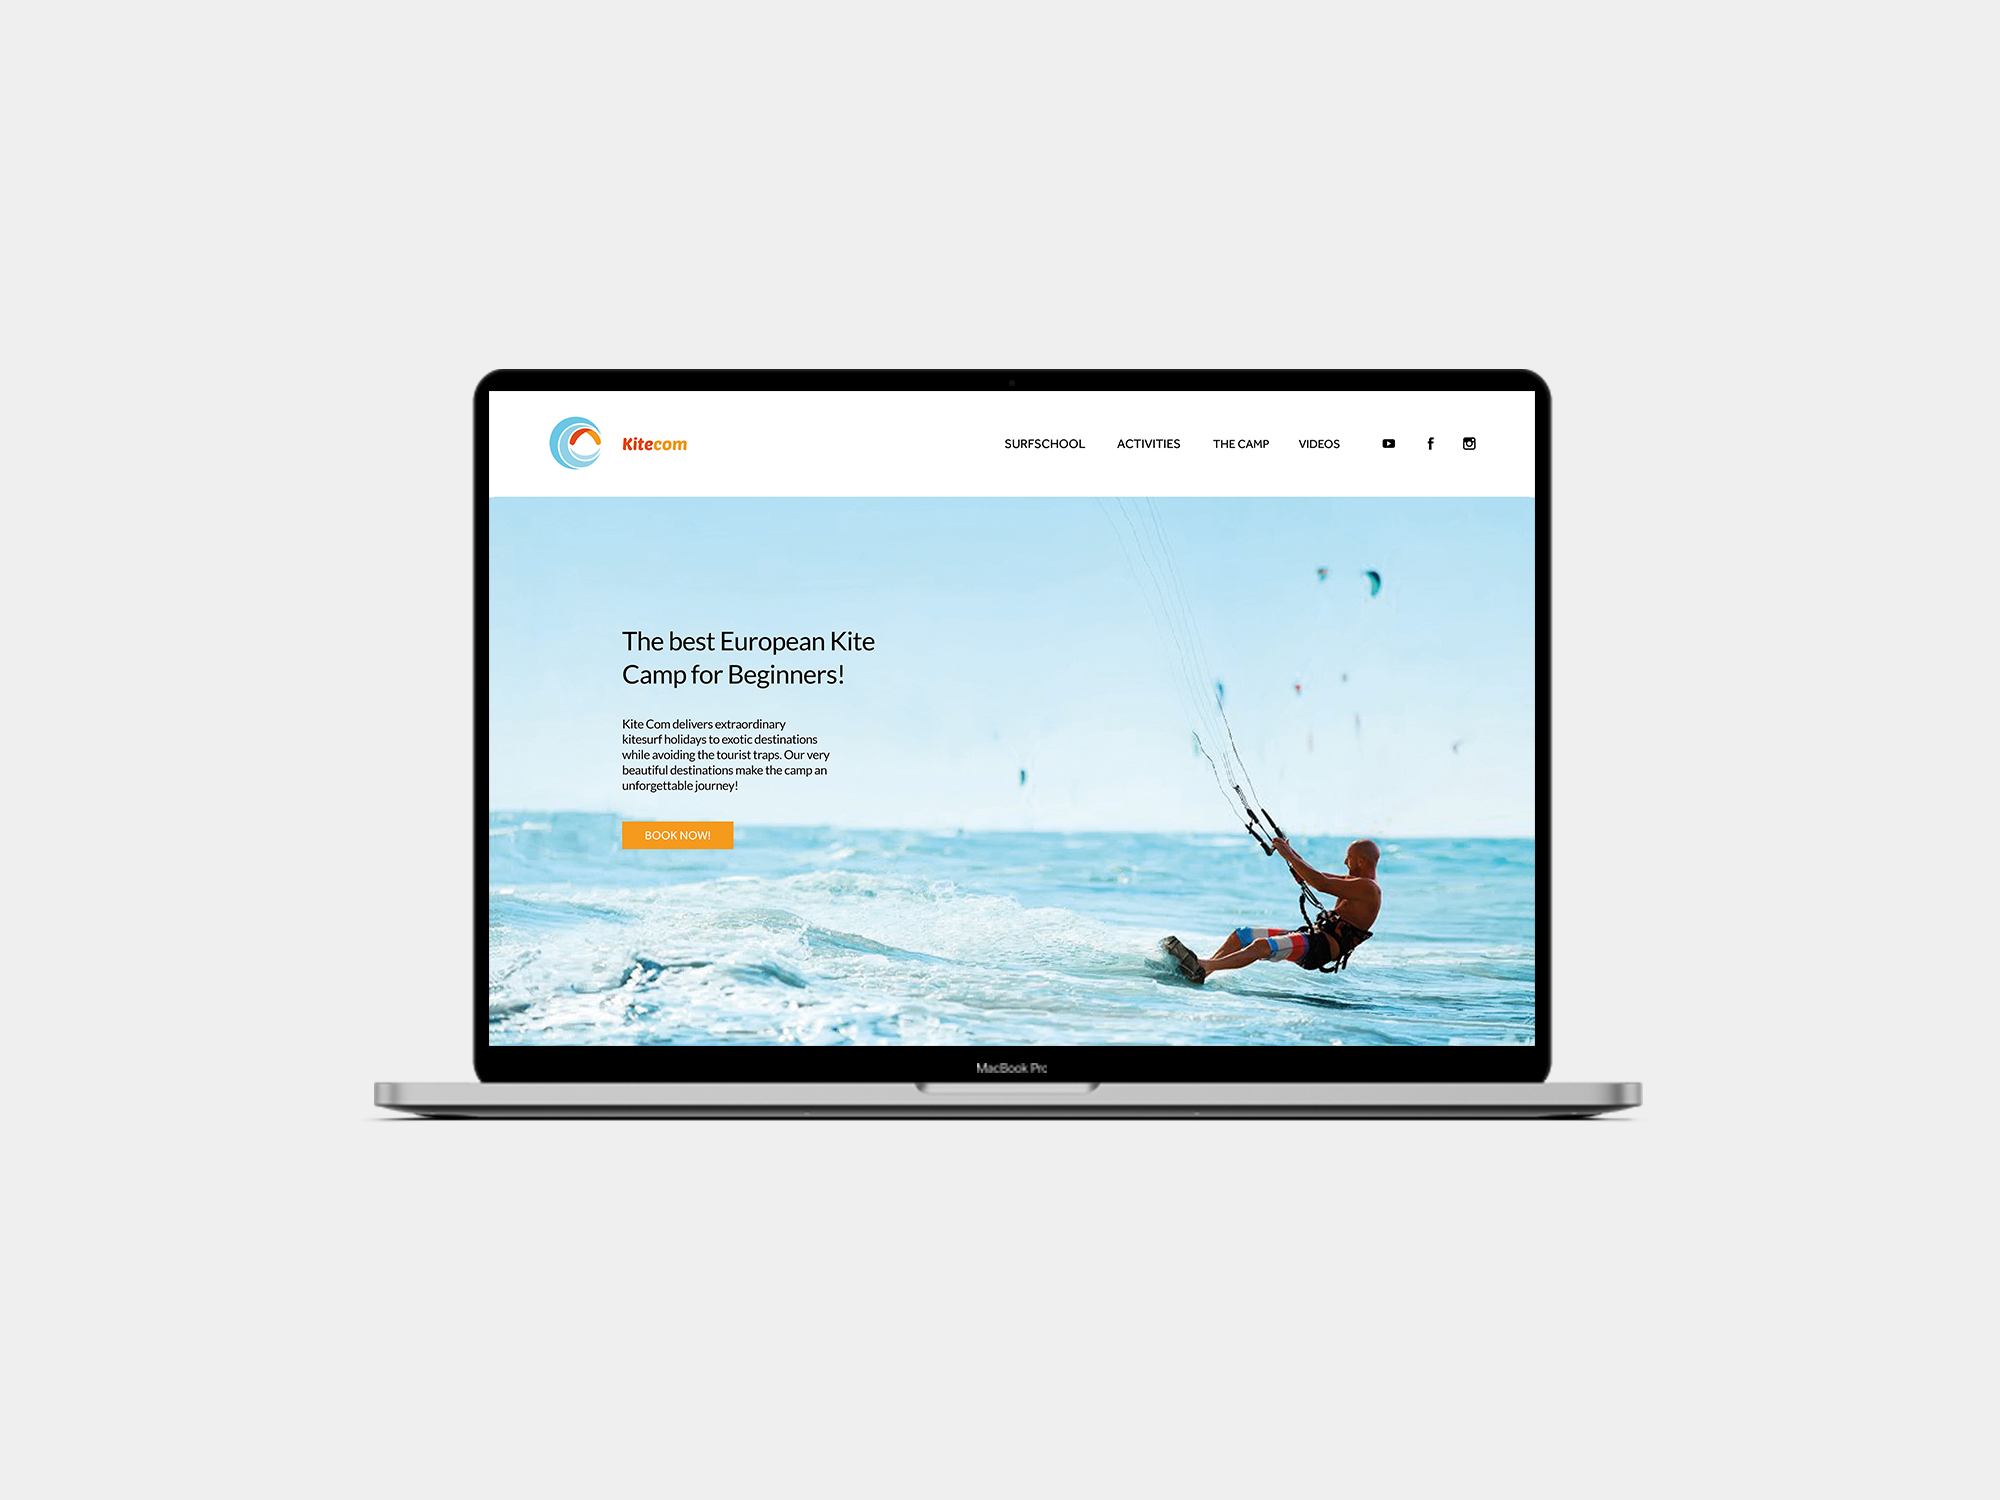 Kitecom
SURFSCHOOL ACTIVITIES THE CAMP VIDEOS
The best European Kite
Camp for Beginners!
Kite Com delivers extraordinary
kitesurf holidays to exotic destinations
while avoiding the tourist traps. Our very
beautiful destinations make the camp an
unforgettable journey!
BOOK NOW!
MacBook Pro